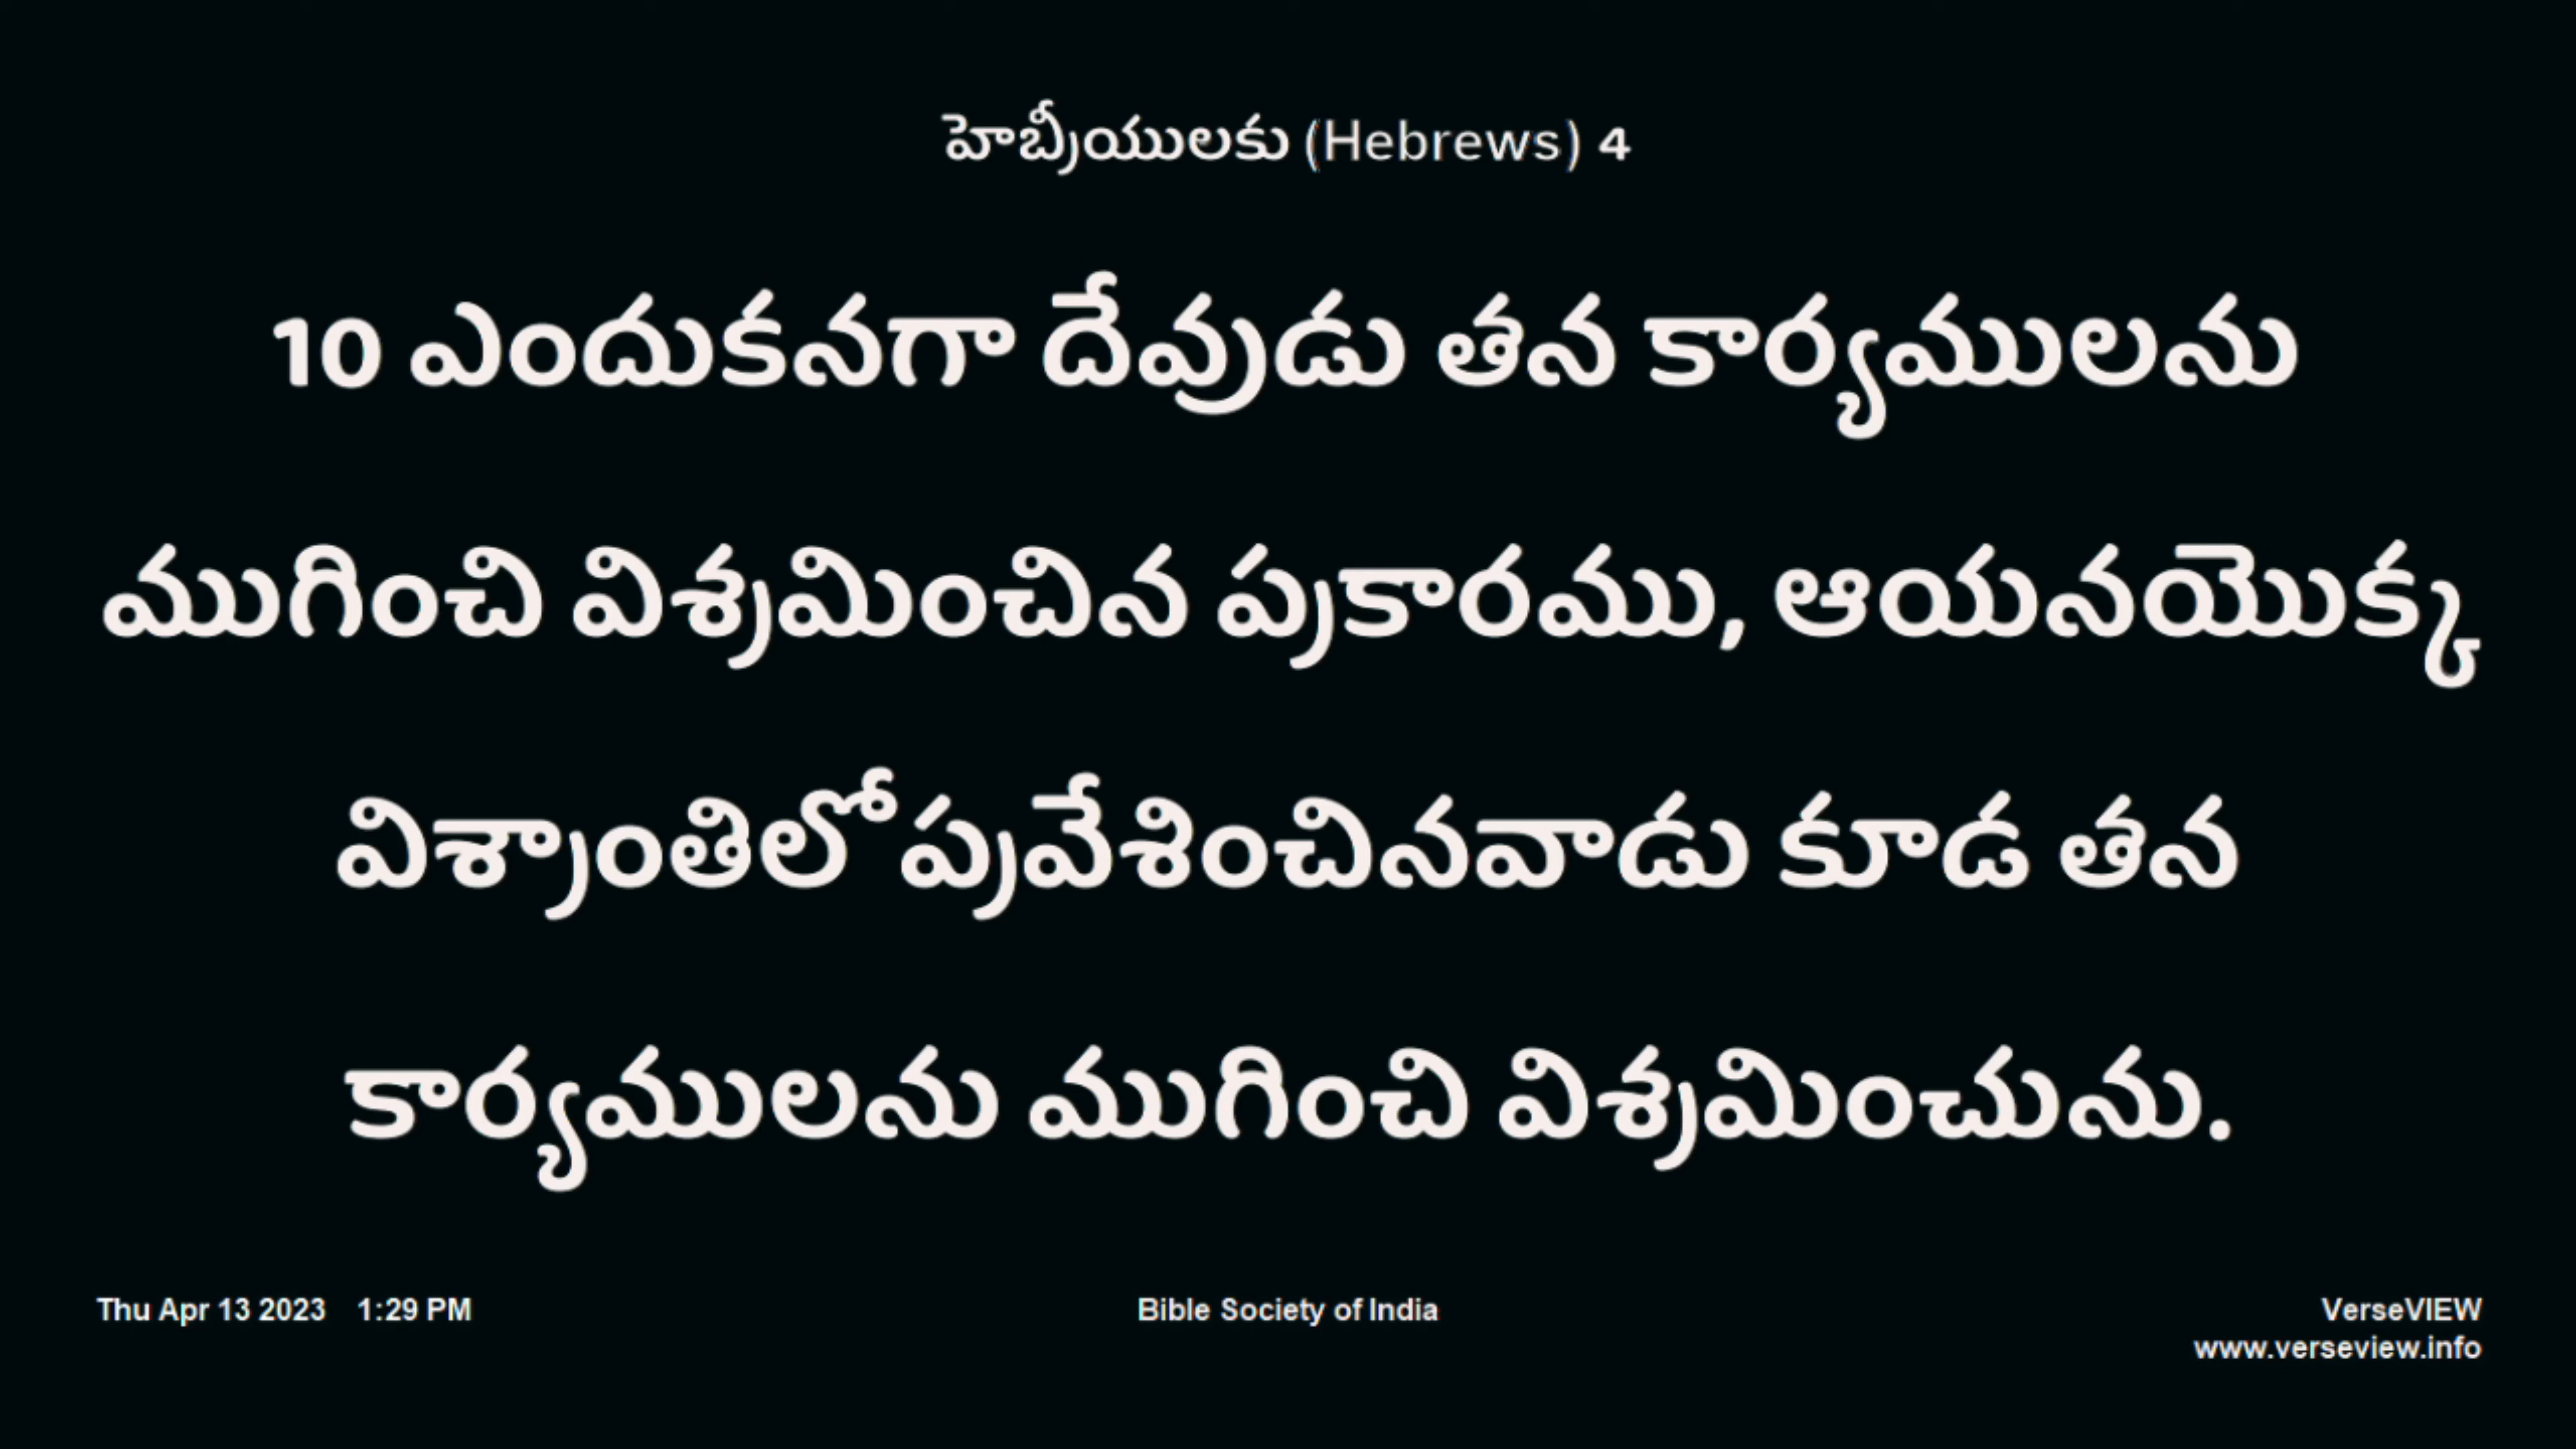 హెబ్రీయులకు (Hebrews) 4
10 ఎందుకనగా దేవుడు తన కార్యములను
ముగించి విశ్రమించిన ప్రకారము, ఆయనయొక్క
విశ్రాంతిలో ప్రవేశించినవాడు కూడ తన
కార్యములను ముగించి విశ్రమించును.
Thu Apr 13 2023 1:29 PM
Bible Society of India
VerseVIEW
www.verseview.info